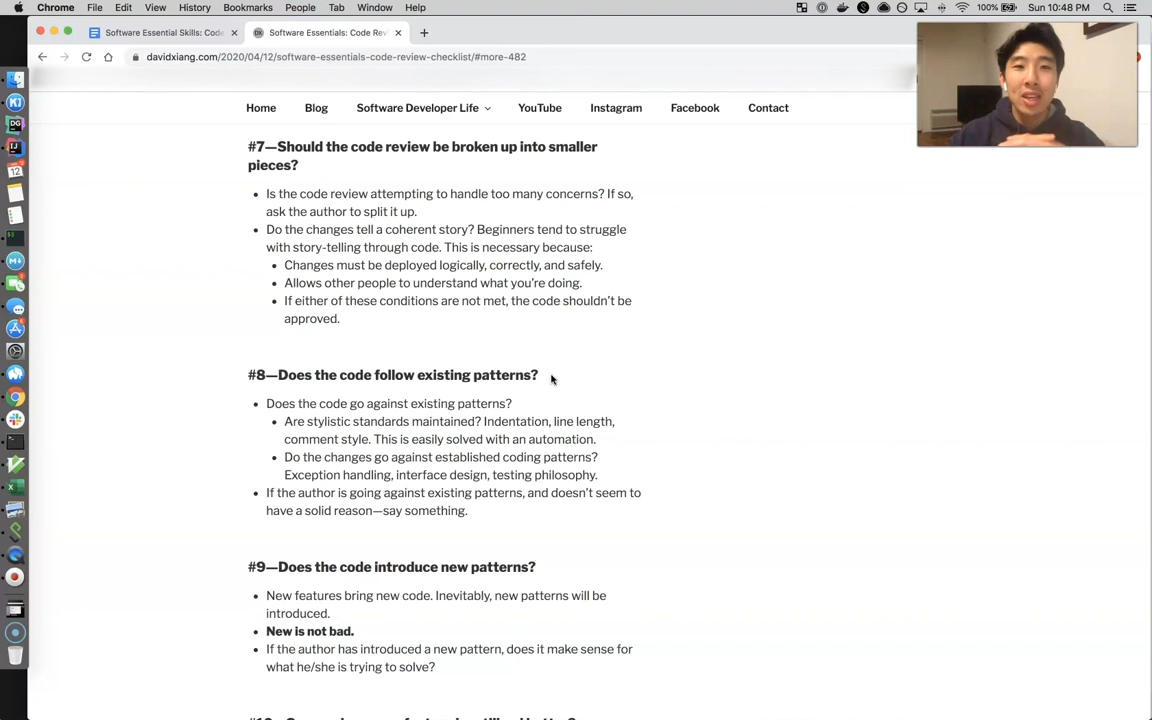 Chrome File Edit View History Bookmarks People Tab Window Help
100% Sun 10:48 PM
Software Essential Skills: Code
Software Essentials: Code Rev
davidxiang.com/2020/04/12/software-essentials-code-review-checklist/#more-482
Home Blog Software Developer Life YouTube Instagram Facebook Contact
#7—Should the code review be broken up into smaller
pieces?
Is the code review attempting to handle too many concerns? If so,
ask the author to split it up.
Do the changes tell a coherent story? Beginners tend to struggle
with story-telling through code. This is necessary because:
Changes must be deployed logically, correctly, and safely.
Allows other people to understand what you're doing.
If either of these conditions are not met, the code shouldn't be
approved.
#8—Does the code follow existing patterns?
Does the code go against existing patterns?
Are stylistic standards maintained? Indentation, line length,
comment style. This is easily solved with an automation.
Do the changes go against established coding patterns?
Exception handling, interface design, testing philosophy.
If the author is going against existing patterns, and doesn't seem to
have a solid reason—say something.
#9—Does the code introduce new patterns?
New features bring new code. Inevitably, new patterns will be
introduced.
New is not bad.
If the author has introduced a new pattern, does it make sense for
what he/she is trying to solve?